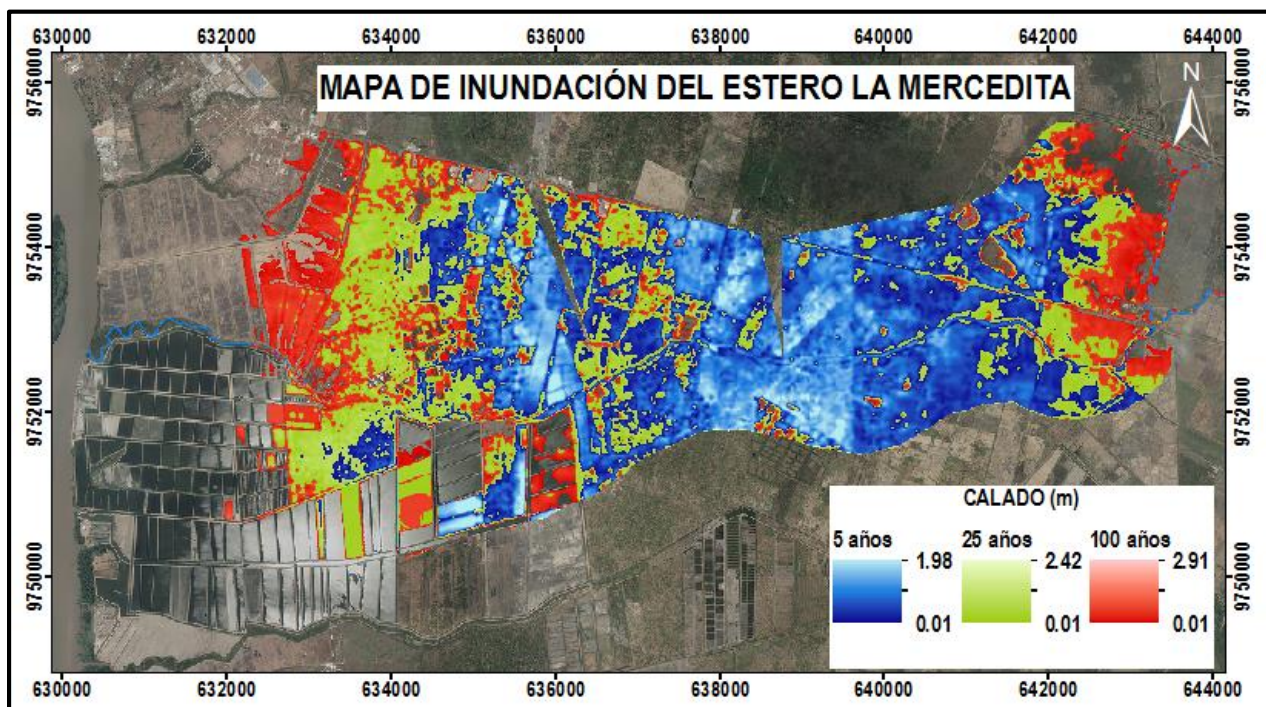 630000 632000 634000 636000 638000 640000 642000 644000
MAPA DE INUNDACIÓN DEL ESTERO LA MERCEDITA
N
9756000 9756000
9754000 9754000
9752000 9752000
9750000 9750000
CALADO (m)
5 años 25 años 100 años
1.98 2.42 2.91
0.01 0.01 0.01
630000 632000 634000 636000 638000 640000 642000 644000